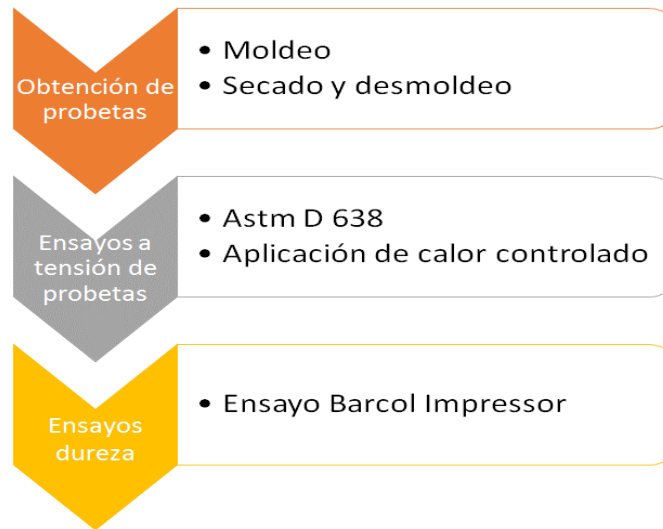 Obtención de
probetas
• Moldeo
• Secado y desmoldeo
Ensayos a
tensión de
probetas
• Astm D 638
• Aplicación de calor controlado
Ensayos
dureza
• Ensayo Barcol Impressor